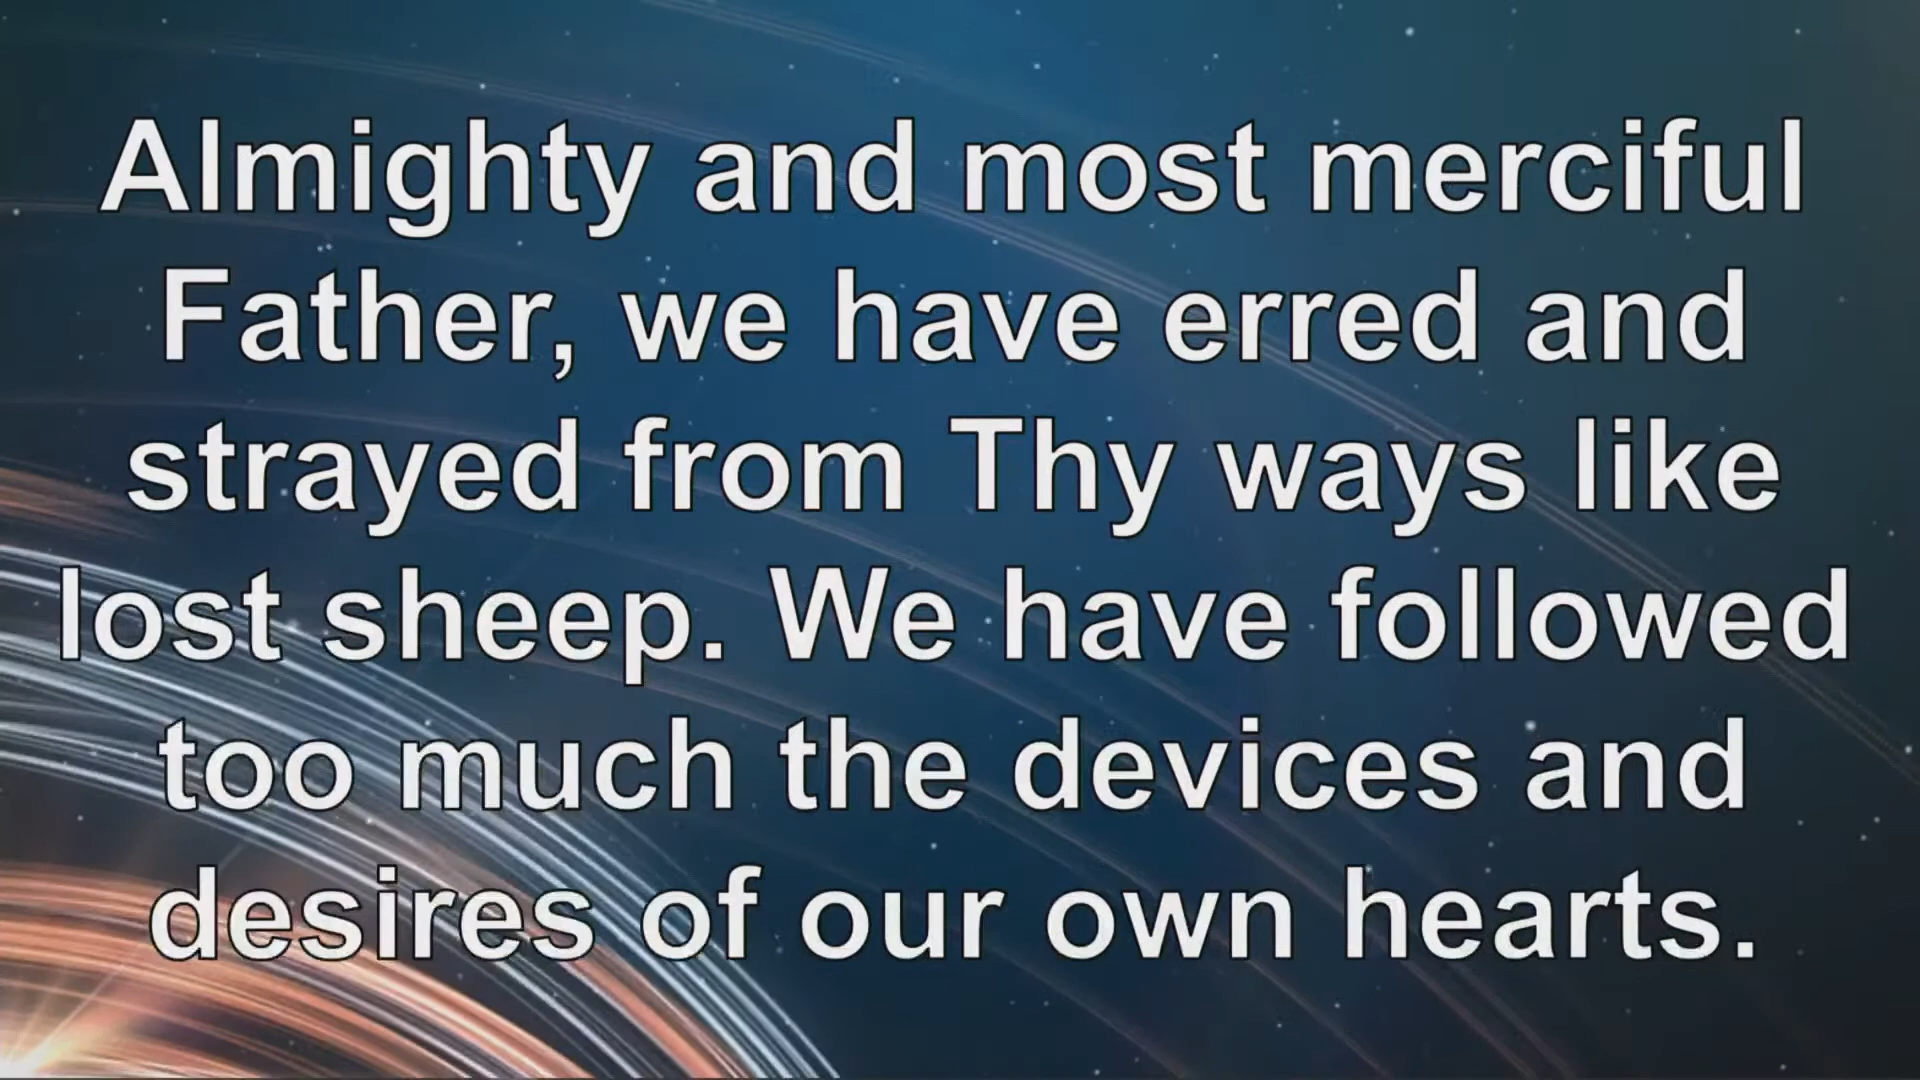 Almighty and most merciful
Father, we have erred and
strayed from Thy ways like
lost sheep. We have followed
too much the devices and
desires of our own hearts.